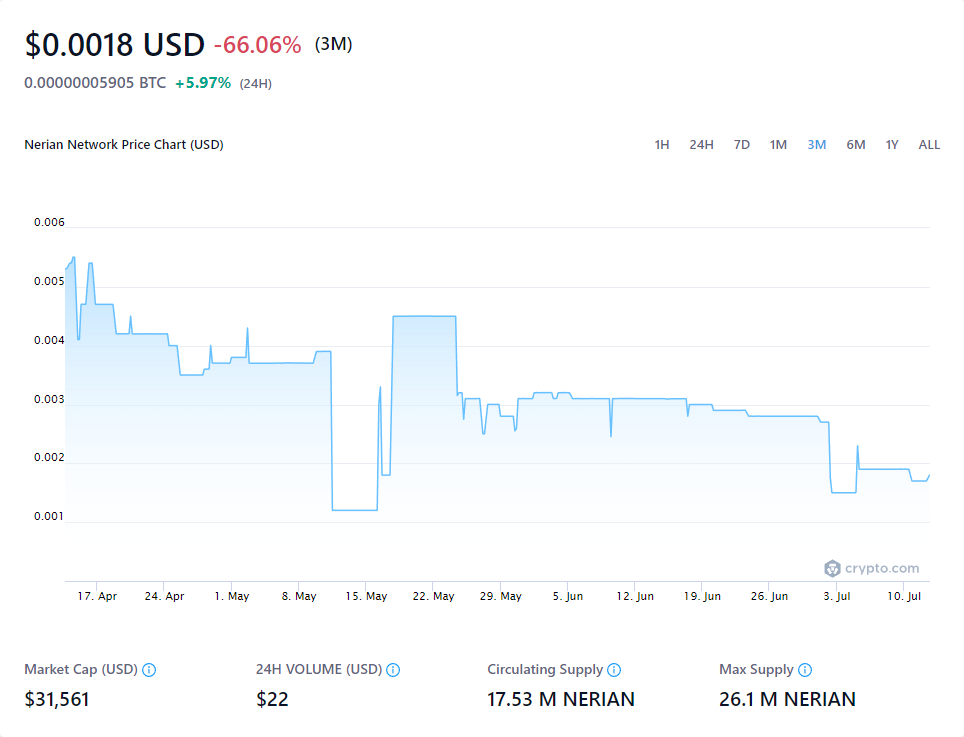 $0.0018 USD -66.06% (3M)
0.00000005905 BTC +5.97% (24H)
Nerian Network Price Chart (USD) 1H 24H 7D 1M 3M 6M 1Y ALL
0.006
0.005
0.004
0.003
0.002
0.001
crypto.com
17. Apr 24. Apr 1. May 8. May 15. May 22. May 29. May 5. Jun 12. Jun 19. Jun 26. Jun 3. Jul 10. Jul
Market Cap (USD) 24H VOLUME (USD) Circulating Supply Max Supply
$31,561 $22 17.53 M NERIAN 26.1 M NERIAN